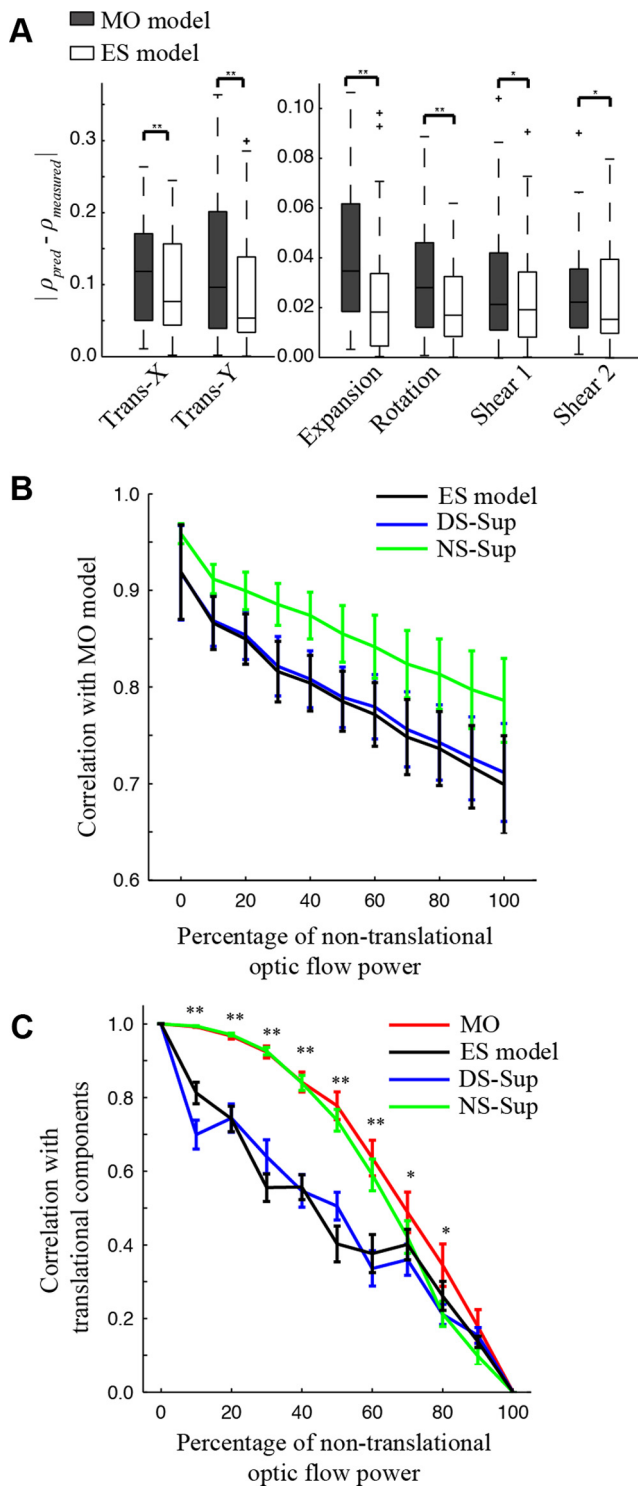 A
MO model
ES model
** ** ** ** * *
0.3
0.2
0.1
0.0
| ρpred - ρmeasured |
0.10
0.08
0.06
0.04
0.02
0.00
Trans-X Trans-Y Expansion Rotation Shear 1 Shear 2
B
ES model
DS-Sup
NS-Sup
1.0
0.9
0.8
0.7
0.6
Correlation with MO model
0 20 40 60 80 100
Percentage of non-translational
optic flow power
C
MO
ES model
DS-Sup
NS-Sup
** ** ** ** ** ** * *
1.0
0.8
0.6
0.4
0.2
0.0
Correlation with
translational components
0 20 40 60 80 100
Percentage of non-translational
optic flow power